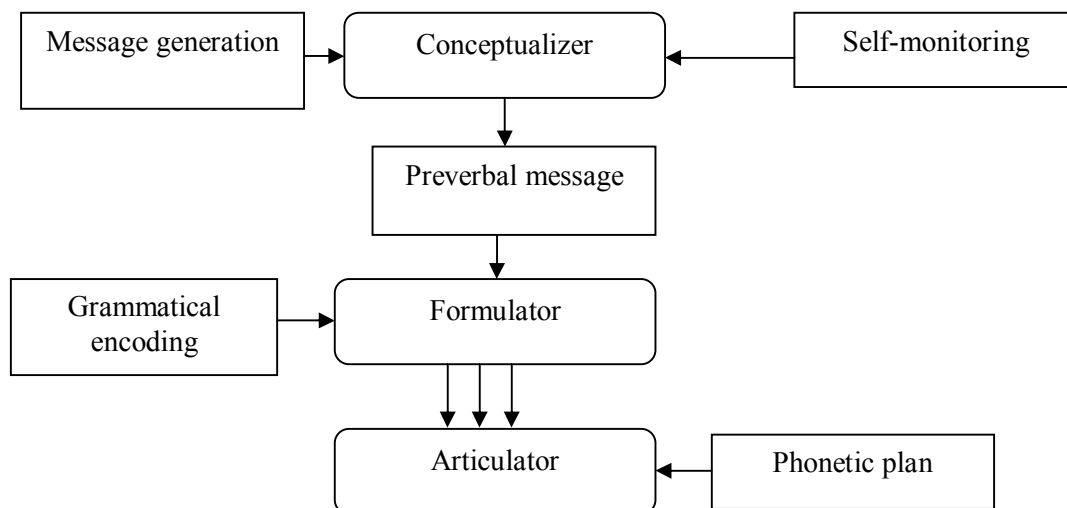 Message generation
Conceptualizer
Self-monitoring
Preverbal message
Grammatical
encoding
Formulator
Articulator
Phonetic plan